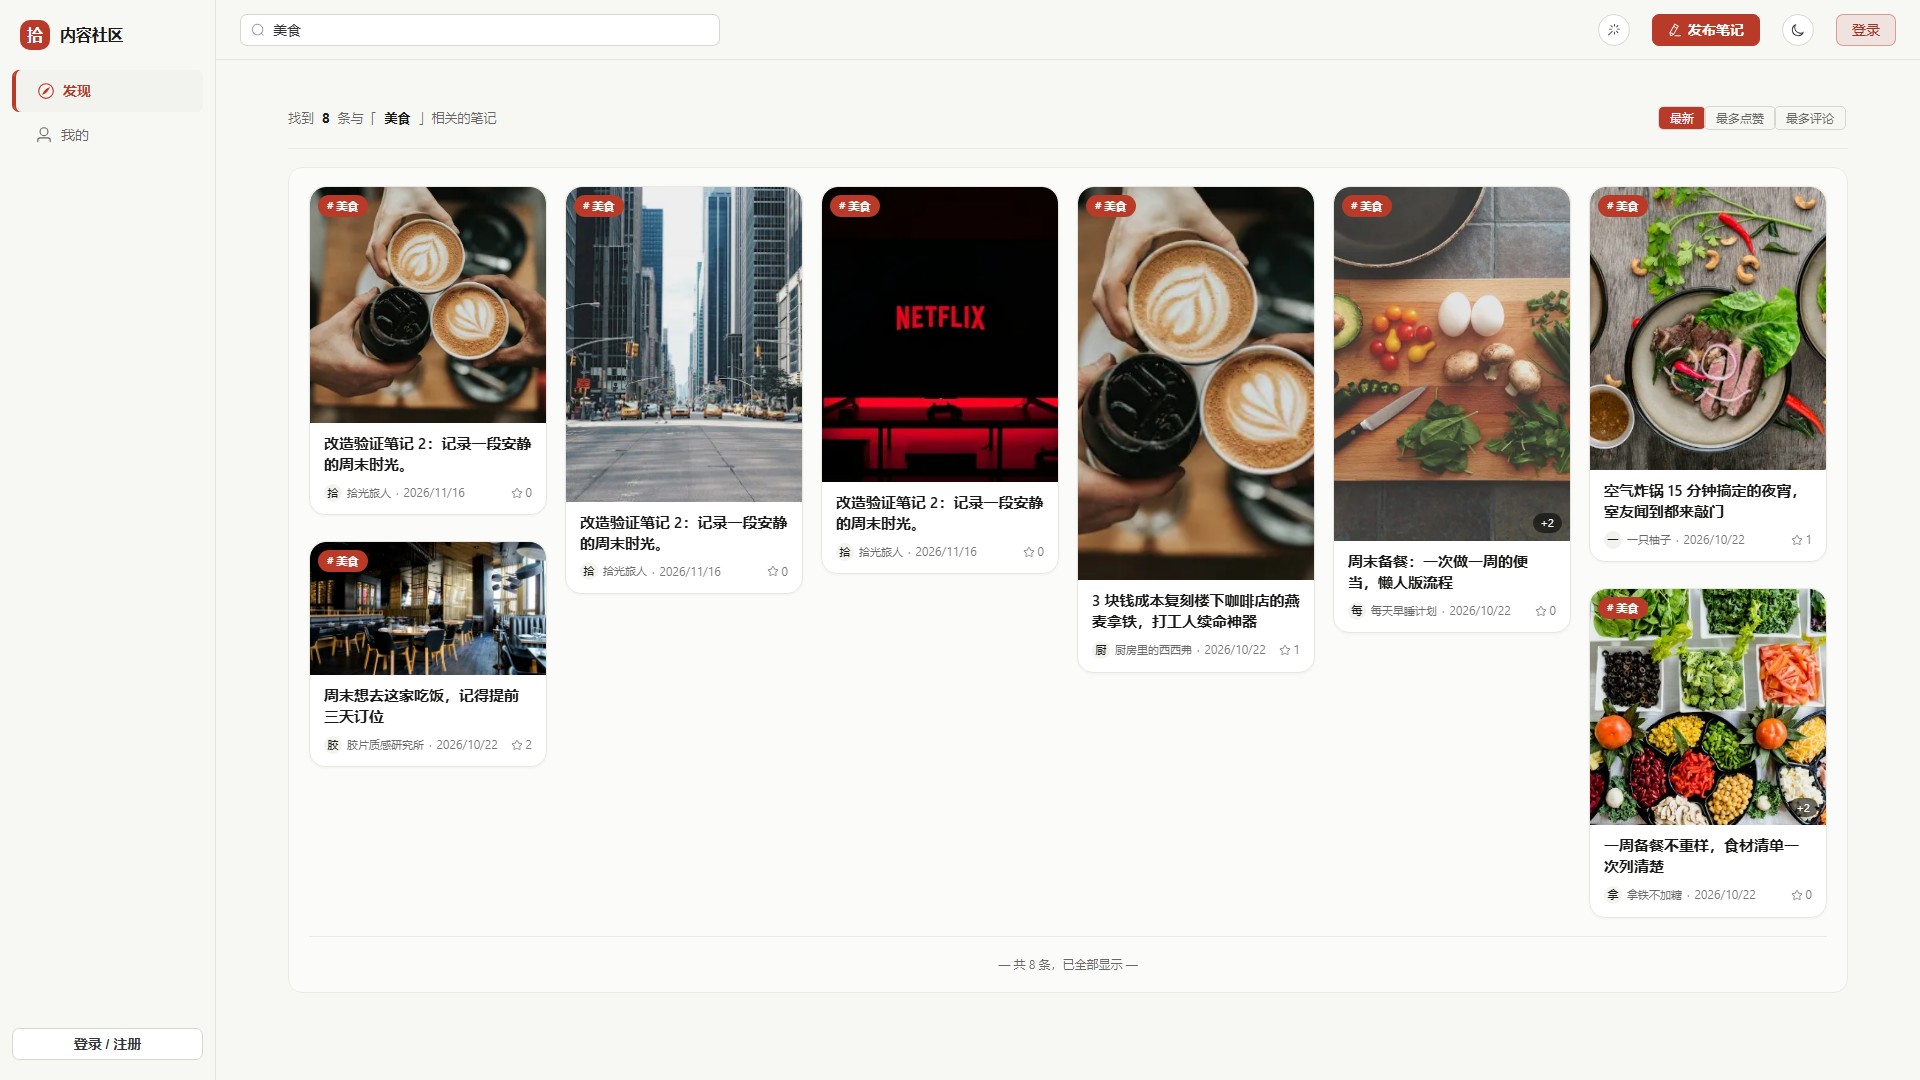 拾 内容社区
美食
发布笔记
登录
发现
我的
找到 8 条与「 美食 」相关的笔记
最新 最多点赞 最多评论
# 美食
改造验证笔记 2：记录一段安静
的周末时光。
拾 拾光旅人 · 2026/11/16 0
# 美食
周末想去这家吃饭，记得提前
三天订位
胶 胶片质感研究所 · 2026/10/22 2
# 美食
改造验证笔记 2：记录一段安静
的周末时光。
拾 拾光旅人 · 2026/11/16 0
# 美食
NETFLIX
改造验证笔记 2：记录一段安静
的周末时光。
拾 拾光旅人 · 2026/11/16 0
# 美食
3 块钱成本复刻楼下咖啡店的燕
麦拿铁，打工人续命神器
厨 厨房里的西西弗 · 2026/10/22 1
# 美食
+2
周末备餐：一次做一周的便
当，懒人版流程
每 每天早睡计划 · 2026/10/22 0
# 美食
空气炸锅 15 分钟搞定的夜宵，
室友闻到都来敲门
一 一只柚子 · 2026/10/22 1
# 美食
+2
一周备餐不重样，食材清单一
次列清楚
拿 拿铁不加糖 · 2026/10/22 0
— 共 8 条，已全部显示 —
登录 / 注册